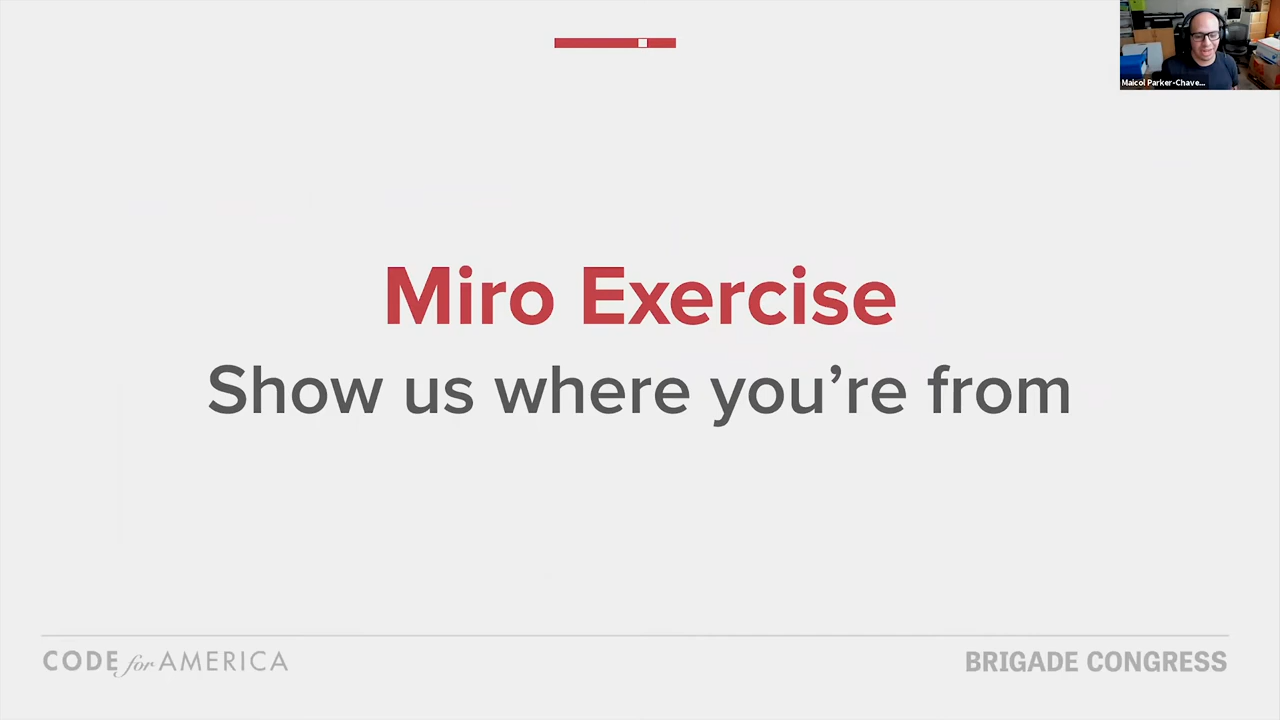 Maicol Parker-Chave...
Miro Exercise
Show us where you’re from
CODE for AMERICA
BRIGADE CONGRESS